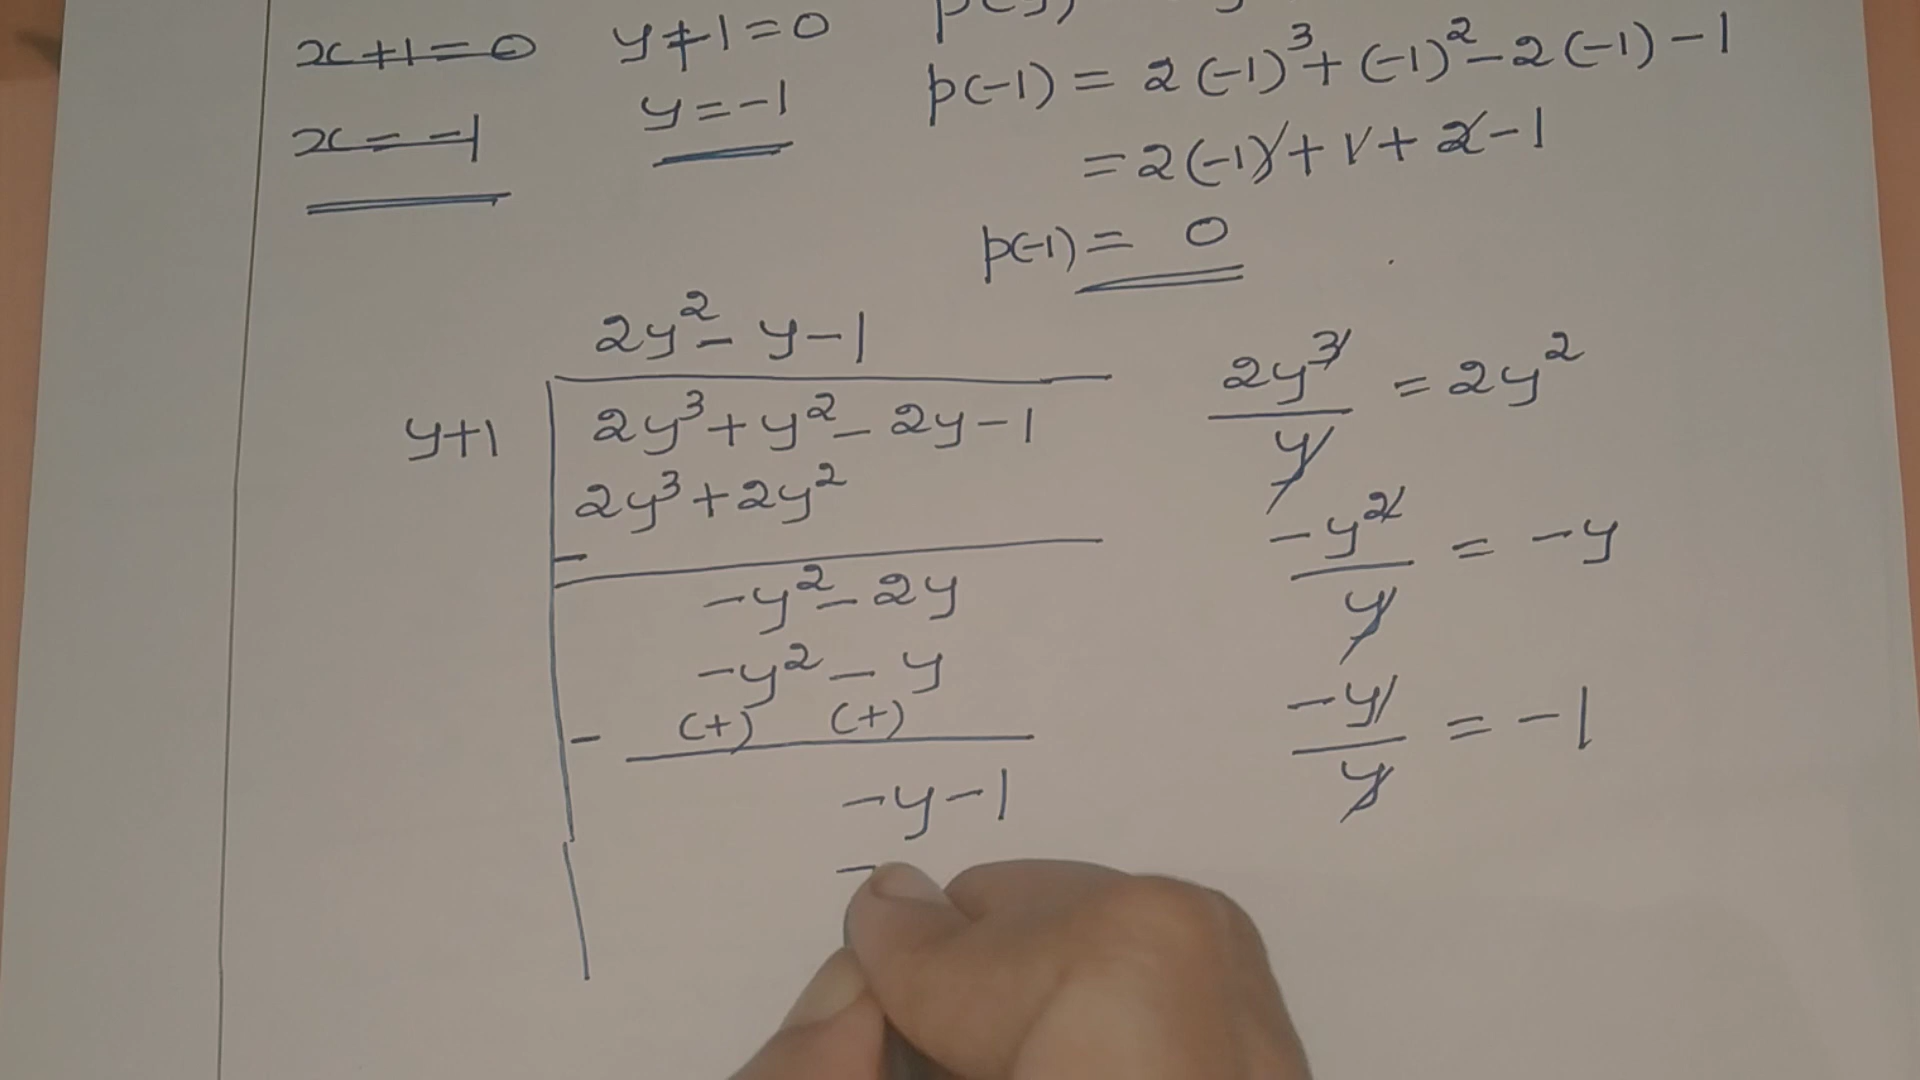 x+1=0 y+1=0
p(-1) = 2(-1)³+(-1)²-2(-1)-1
x=-1 y=-1
=2(-1)+1+2-1
p(-1)= 0
2y²-y-1
2y³/y = 2y²
y+1 2y³+y²-2y-1
2y³+2y²
-
-y²/y = -y
-y²-2y
-y²-y
- (+) (+)
-y/y = -1
-y-1
-